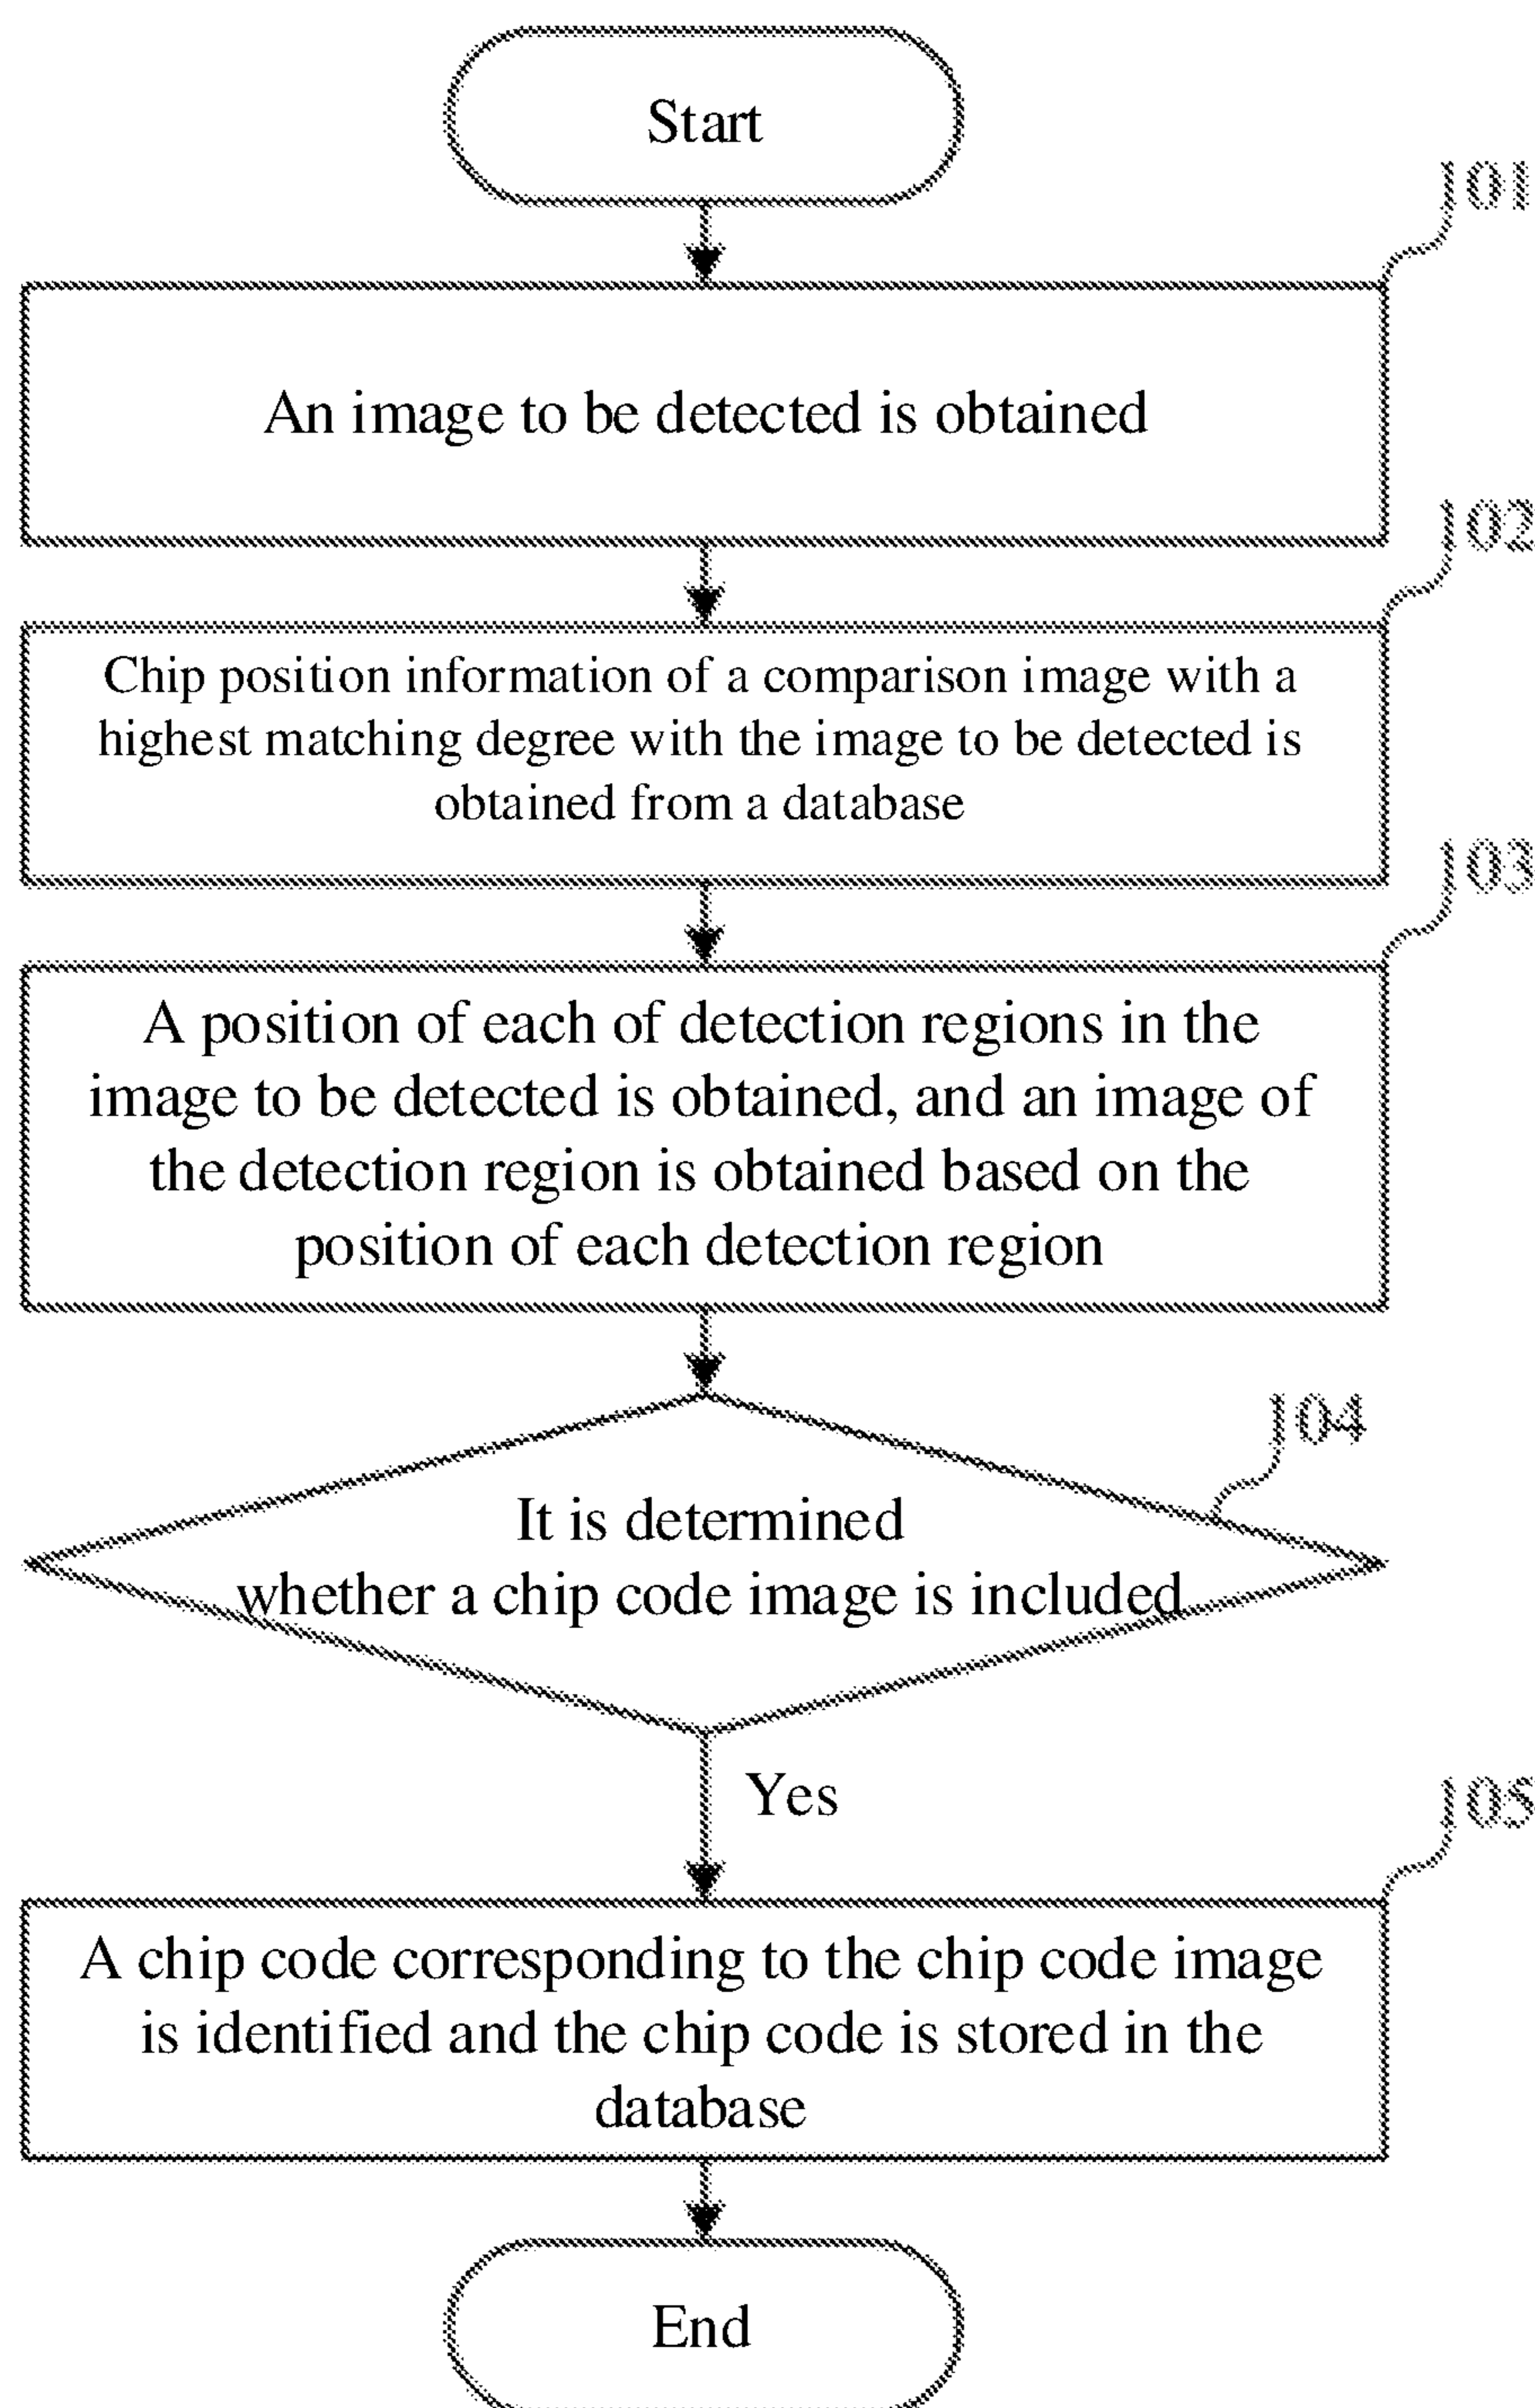 Start
101
An image to be detected is obtained
102
Chip position information of a comparison image with a
highest matching degree with the image to be detected is
obtained from a database
103
A position of each of detection regions in the
image to be detected is obtained, and an image of
the detection region is obtained based on the
position of each detection region
104
It is determined
whether a chip code image is included
Yes
105
A chip code corresponding to the chip code image
is identified and the chip code is stored in the
database
End